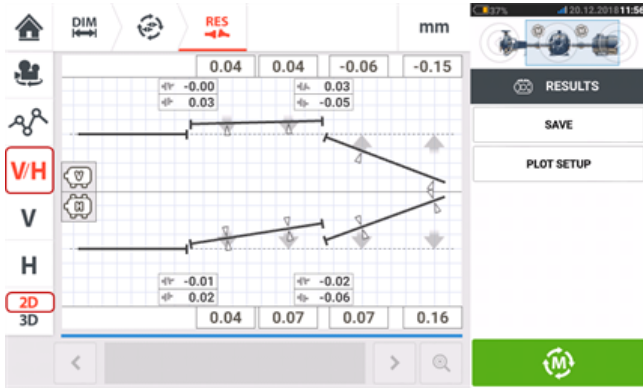 DIM
RES
mm
37%
20.12.2018 11:56
0.04 0.04 -0.06 -0.15
-0.00 0.03
0.03 -0.05
V/H
V
H
2D
3D
V
H
-0.01 -0.02
0.02 -0.06
0.04 0.07 0.07 0.16
RESULTS
SAVE
PLOT SETUP
M